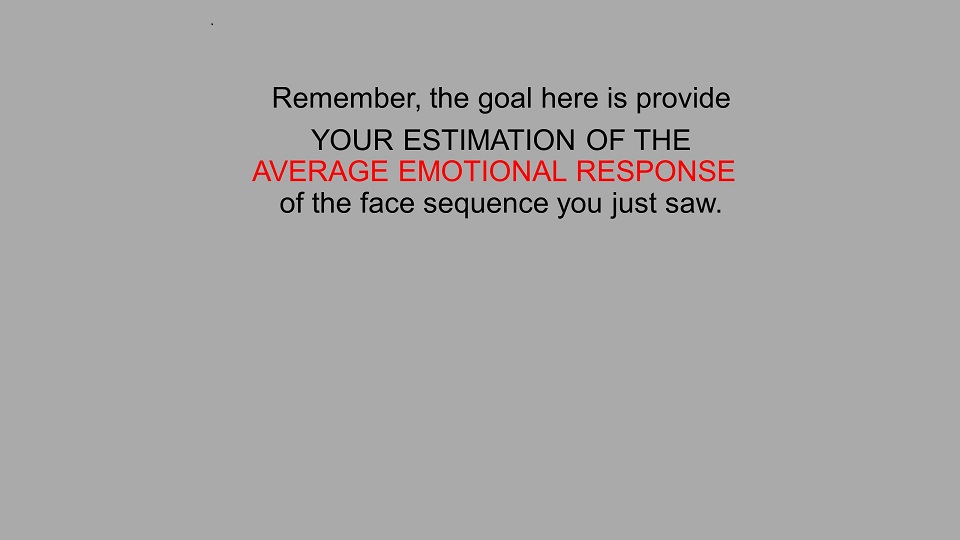 .
Remember, the goal here is provide
YOUR ESTIMATION OF THE
AVERAGE EMOTIONAL RESPONSE
of the face sequence you just saw.